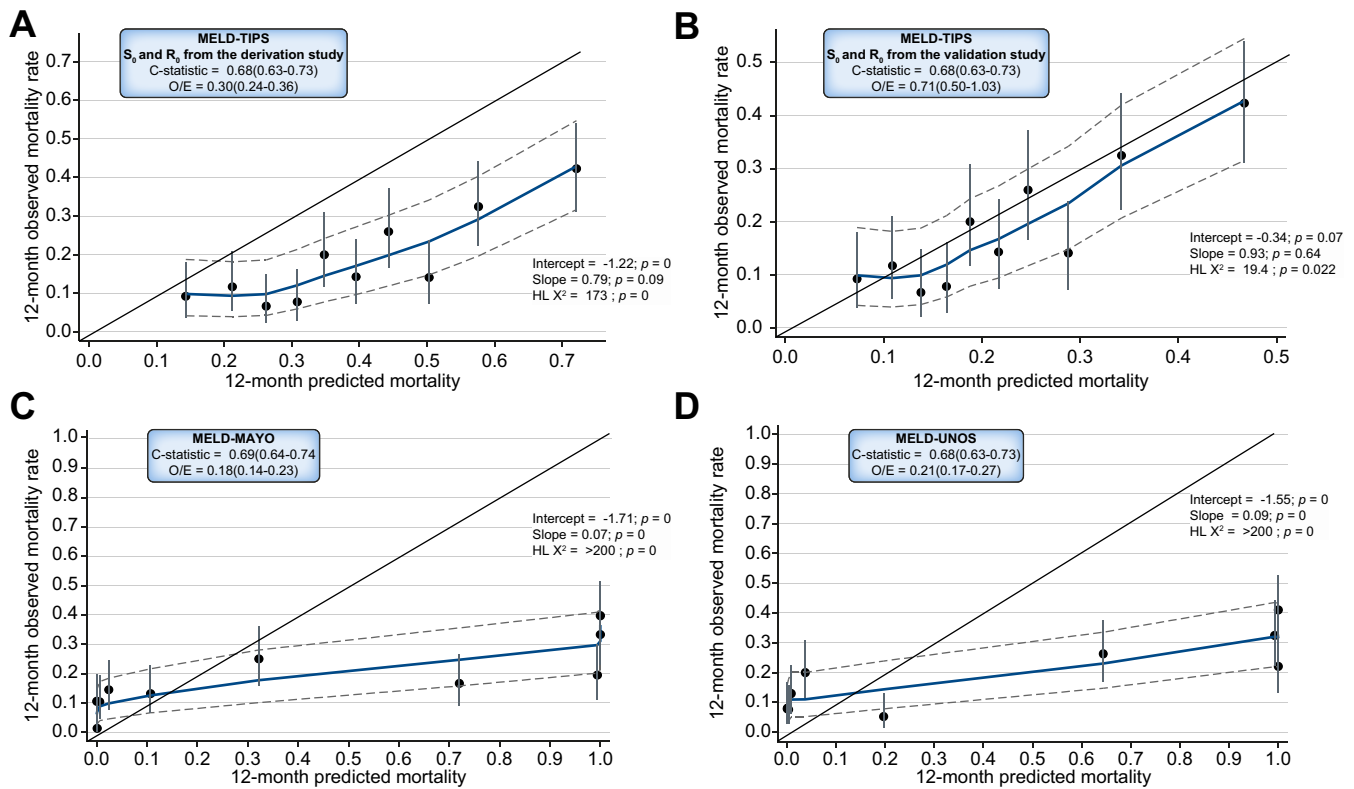 A
MELD-TIPS
S0 and R0 from the derivation study
C-statistic = 0.68(0.63-0.73)
O/E = 0.30(0.24-0.36)
12-month observed mortality rate
0.7
0.6
0.5
0.4
0.3
0.2
0.1
0.0
Intercept = -1.22; p = 0
Slope = 0.79; p = 0.09
HL X² = 173 ; p = 0
0.0 0.1 0.2 0.3 0.4 0.5 0.6 0.7
12-month predicted mortality
B
MELD-TIPS
S0 and R0 from the validation study
C-statistic = 0.68(0.63-0.73)
O/E = 0.71(0.50-1.03)
12-month observed mortality rate
0.5
0.4
0.3
0.2
0.1
0.0
Intercept = -0.34; p = 0.07
Slope = 0.93; p = 0.64
HL X² = 19.4 ; p = 0.022
0.0 0.1 0.2 0.3 0.4 0.5
12-month predicted mortality
C
MELD-MAYO
C-statistic = 0.69(0.64-0.74
O/E = 0.18(0.14-0.23)
12-month observed mortality rate
1.0
0.9
0.8
0.7
0.6
0.5
0.4
0.3
0.2
0.1
0.0
Intercept = -1.71; p = 0
Slope = 0.07; p = 0
HL X² = >200 ; p = 0
0.0 0.1 0.2 0.3 0.4 0.5 0.6 0.7 0.8 0.9 1.0
12-month predicted mortality
D
MELD-UNOS
C-statistic = 0.68(0.63-0.73)
O/E = 0.21(0.17-0.27)
12-month observed mortality rate
1.0
0.9
0.8
0.7
0.6
0.5
0.4
0.3
0.2
0.1
0.0
Intercept = -1.55; p = 0
Slope = 0.09; p = 0
HL X² = >200 ; p = 0
0.0 0.1 0.2 0.3 0.4 0.5 0.6 0.7 0.8 0.9 1.0
12-month predicted mortality